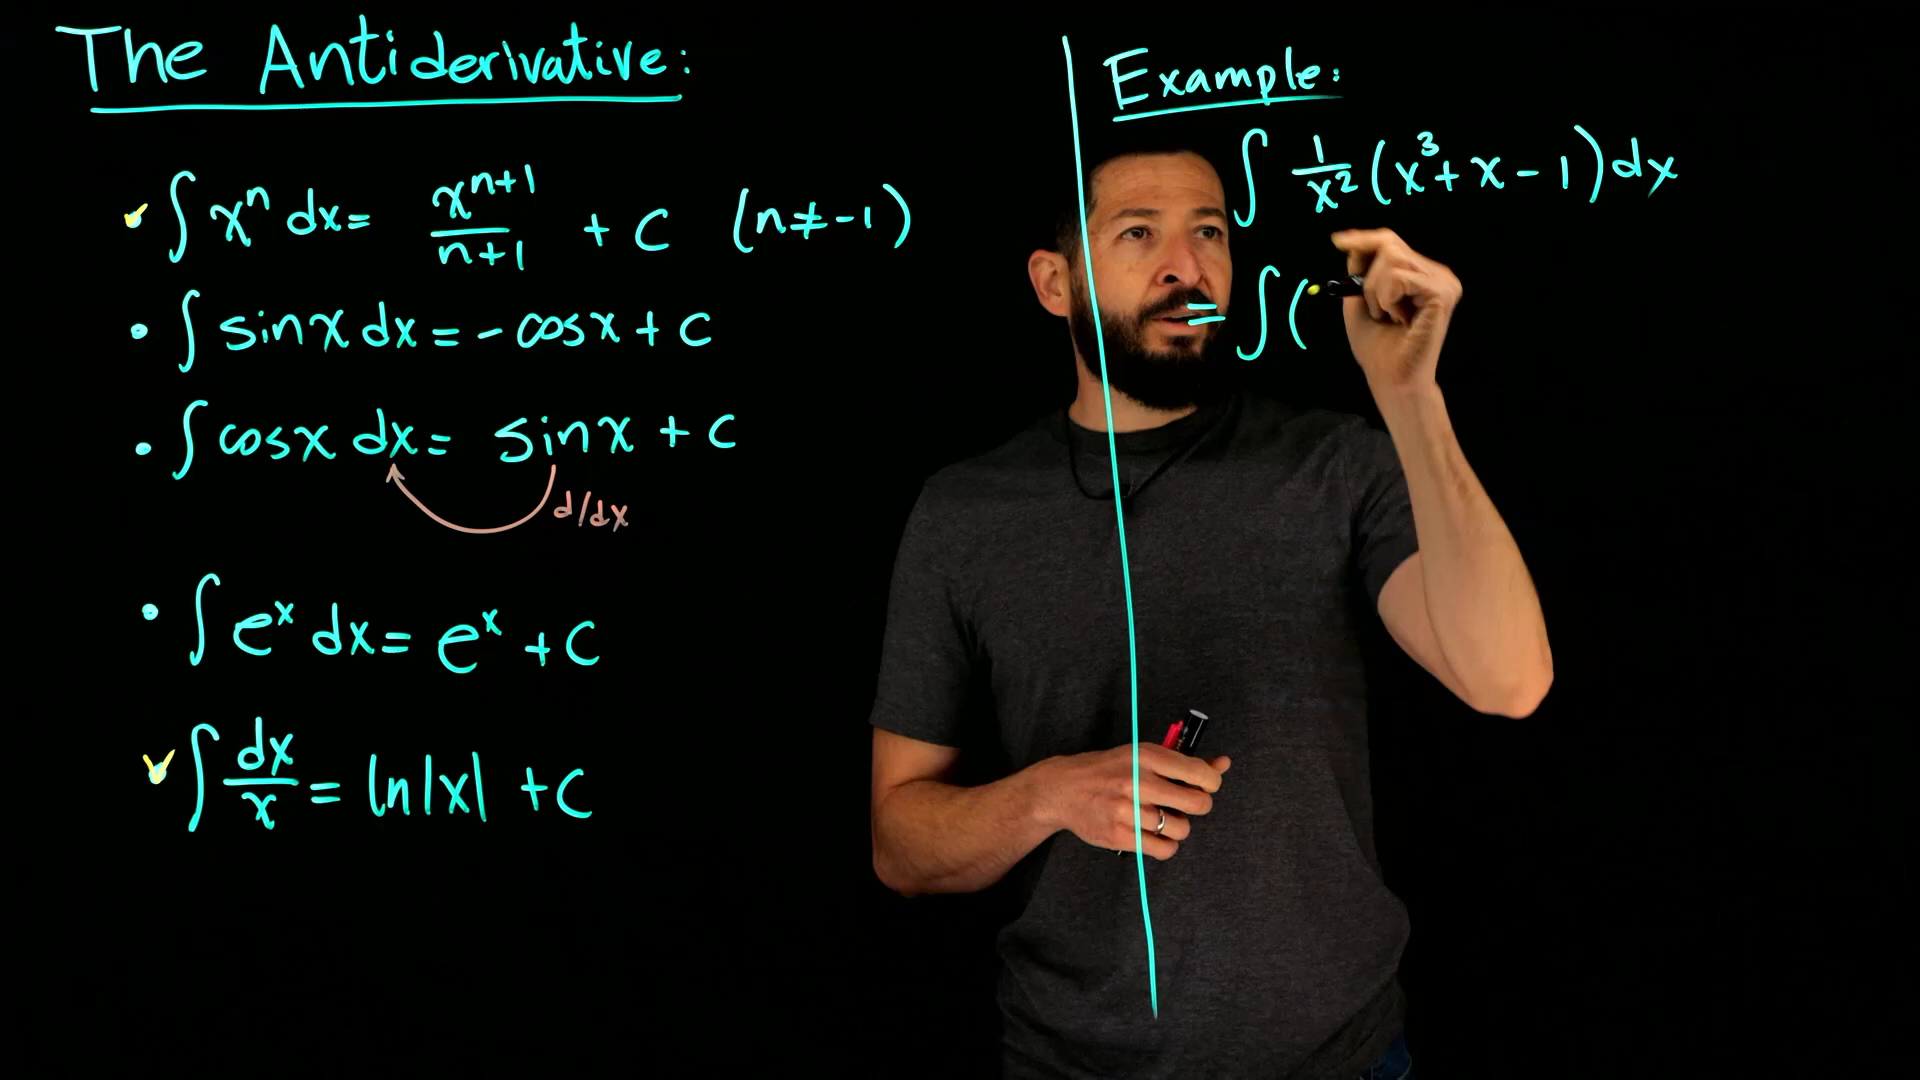 The Antiderivative:
∫ xⁿ dx = xⁿ⁺¹/n+1 + C (n ≠ -1)
• ∫ sin x dx = - cos x + C
• ∫ cos x dx = sin x + C
d/dx
• ∫ eˣ dx = eˣ + C
∫ dx/x = ln|x| + C
Example:
∫ 1/x² (x³ + x - 1) dx
= ∫ (